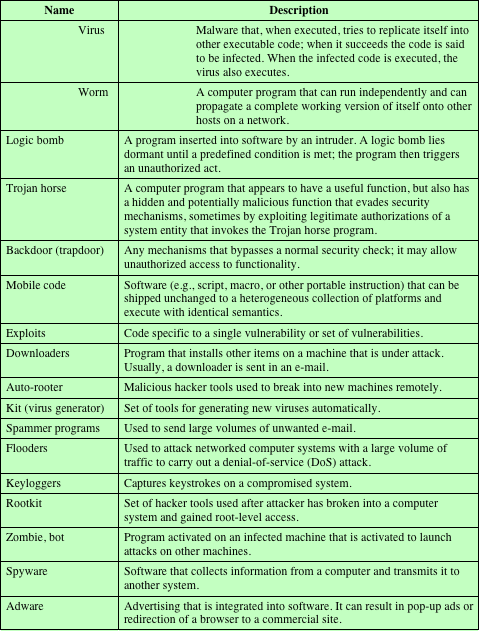 Name Description
Virus Malware that, when executed, tries to replicate itself into
other executable code; when it succeeds the code is said
to be infected. When the infected code is executed, the
virus also executes.
Worm A computer program that can run independently and can
propagate a complete working version of itself onto other
hosts on a network.
Logic bomb A program inserted into software by an intruder. A logic bomb lies
dormant until a predefined condition is met; the program then triggers
an unauthorized act.
Trojan horse A computer program that appears to have a useful function, but also has
a hidden and potentially malicious function that evades security
mechanisms, sometimes by exploiting legitimate authorizations of a
system entity that invokes the Trojan horse program.
Backdoor (trapdoor) Any mechanisms that bypasses a normal security check; it may allow
unauthorized access to functionality.
Mobile code Software (e.g., script, macro, or other portable instruction) that can be
shipped unchanged to a heterogeneous collection of platforms and
execute with identical semantics.
Exploits Code specific to a single vulnerability or set of vulnerabilities.
Downloaders Program that installs other items on a machine that is under attack.
Usually, a downloader is sent in an e-mail.
Auto-rooter Malicious hacker tools used to break into new machines remotely.
Kit (virus generator) Set of tools for generating new viruses automatically.
Spammer programs Used to send large volumes of unwanted e-mail.
Flooders Used to attack networked computer systems with a large volume of
traffic to carry out a denial-of-service (DoS) attack.
Keyloggers Captures keystrokes on a compromised system.
Rootkit Set of hacker tools used after attacker has broken into a computer
system and gained root-level access.
Zombie, bot Program activated on an infected machine that is activated to launch
attacks on other machines.
Spyware Software that collects information from a computer and transmits it to
another system.
Adware Advertising that is integrated into software. It can result in pop-up ads or
redirection of a browser to a commercial site.